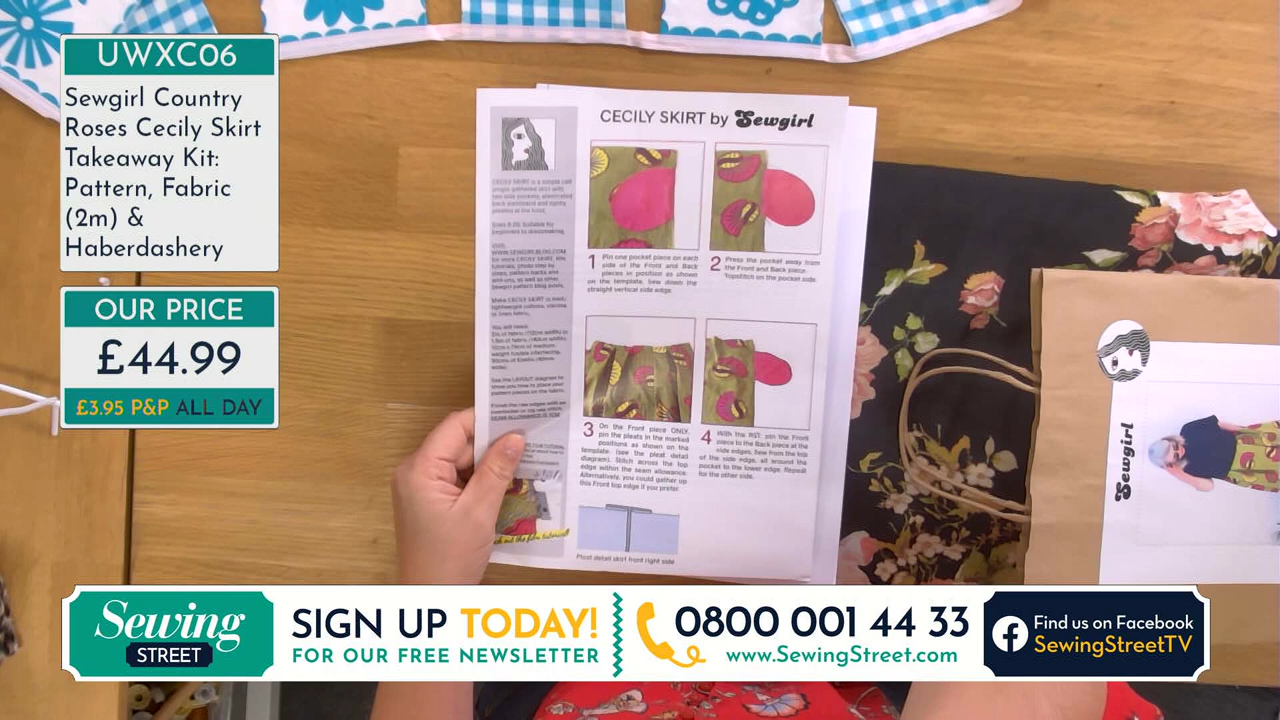 UWXC06
Sewgirl Country
Roses Cecily Skirt
Takeaway Kit:
Pattern, Fabric
(2m) &
Haberdashery
OUR PRICE
£44.99
£3.95 P&P ALL DAY
CECILY SKIRT by Sewgirl
1 Pin one pocket piece on each
side of the Front and Back
pieces in position as shown
on the template. Sew down the
straight vertical side edge.
2 Press the pocket away from
the Front and Back piece.
Topstitch on the pocket side.
3 On the Front piece ONLY,
pin the pleats in the marked
positions as shown on the
template. (see the pleat detail
diagram). Stitch across the top
edge within the seam allowance.
Alternatively, you could gather up
this Front top edge if you prefer.
4 With the RST, pin the Front
piece to the Back piece at the
side edges. Sew from the top
of the side edge, all around the
pocket to the lower edge. Repeat
for the other side.
Pleat detail skirt front right side
Sewgirl
Sewing
STREET
SIGN UP TODAY!
FOR OUR FREE NEWSLETTER
0800 001 44 33
www.SewingStreet.com
Find us on Facebook
SewingStreetTV